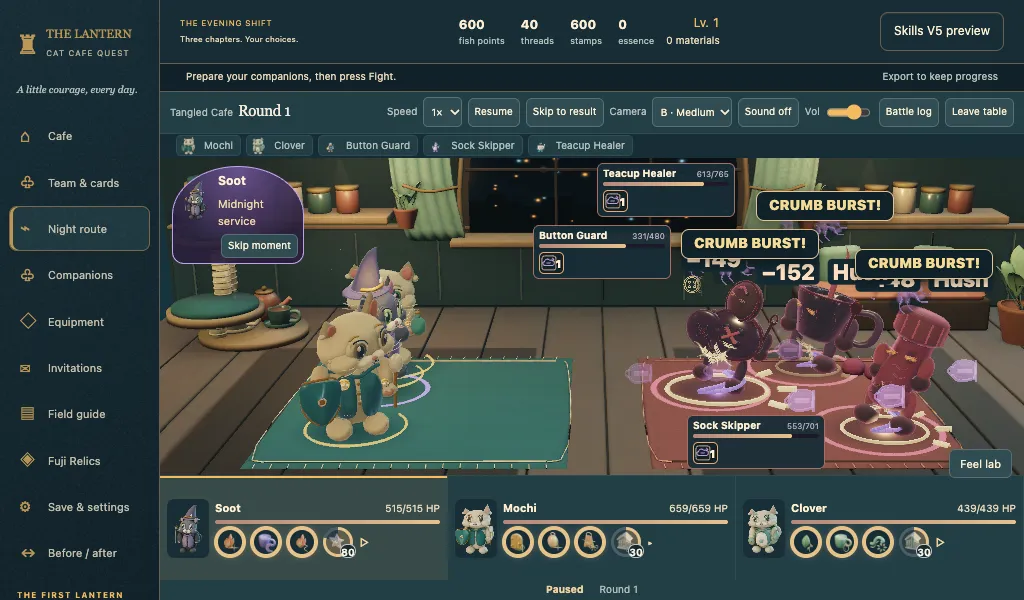 THE LANTERN
CAT CAFE QUEST
A little courage, every day.
Cafe
Team & cards
Night route
Companions
Equipment
Invitations
Field guide
Fuji Relics
Save & settings
Before / after
THE FIRST LANTERN
THE EVENING SHIFT
Three chapters. Your choices.
600 fish points
40 threads
600 stamps
0 essence
Lv. 1
0 materials
Skills V5 preview
Prepare your companions, then press Fight.
Export to keep progress
Tangled Cafe Round 1
Speed 1x
Resume
Skip to result
Camera B · Medium
Sound off
Vol
Battle log
Leave table
Mochi
Clover
Button Guard
Sock Skipper
Teacup Healer
Soot
Midnight
service
Skip moment
Teacup Healer 613/765
1
Button Guard 331/480
1
CRUMB BURST!
CRUMB BURST!
CRUMB BURST!
−149
−152
Hush
Sock Skipper 553/701
1
Feel lab
Soot 515/515 HP
80
Mochi 659/659 HP
30
Clover 439/439 HP
30
Paused Round 1